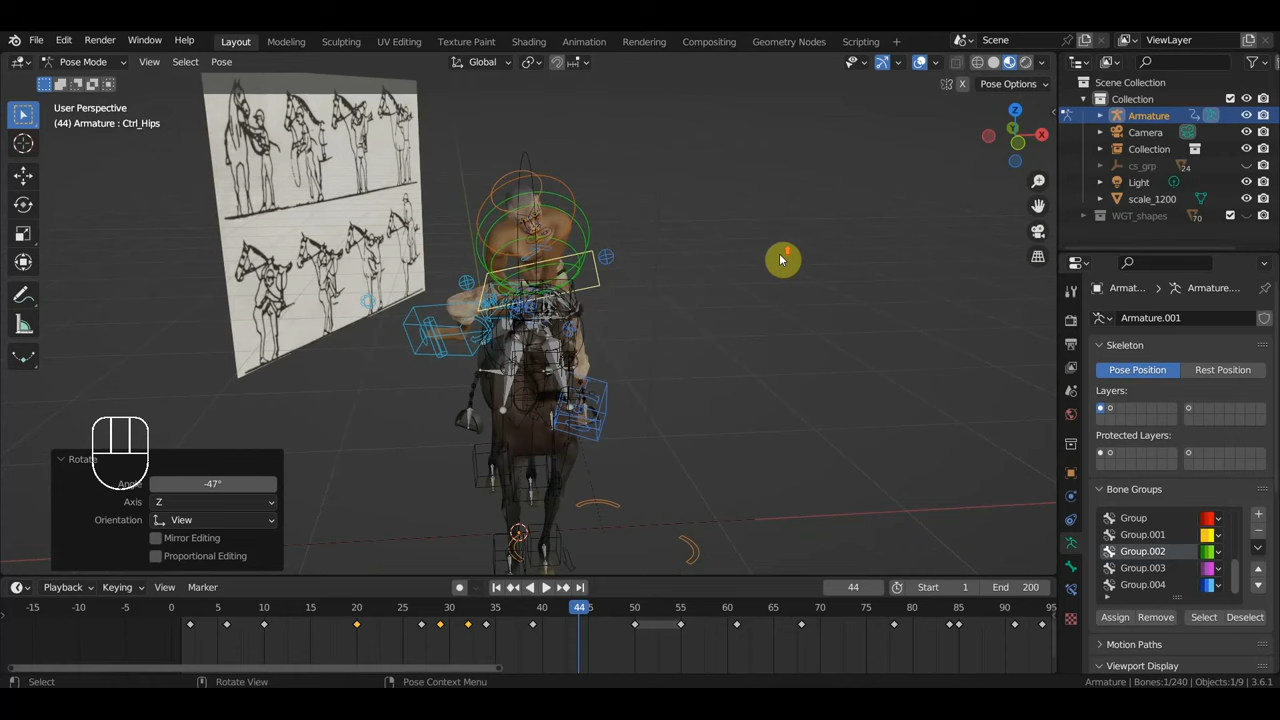 File Edit Render Window Help Layout Modeling Sculpting UV Editing Texture Paint Shading Animation Rendering Compositing Geometry Nodes Scripting + Scene ViewLayer
Pose Mode View Select Pose Global
X Pose Options
User Perspective
(44) Armature : Ctrl_Hips
Z
Y
X
Rotate
Angle -47°
Axis Z
Orientation View
Mirror Editing
Proportional Editing
Scene Collection
Collection
Armature
Camera
Collection
cs_grp 24
Light
scale_1200
WGT_shapes 70
Armat... Armature....
Armature.001
Skeleton
Pose Position Rest Position
Layers:
Protected Layers:
Bone Groups
Group
Group.001
Group.002
Group.003
Group.004
Assign Remove Select Deselect
Motion Paths
Viewport Display
Playback Keying View Marker 44 Start 1 End 200
-15 -10 -5 0 5 10 15 20 25 30 35 40 44 45 50 55 60 65 70 75 80 85 90 95
Select Rotate View Pose Context Menu Armature | Bones:1/240 | Objects:1/9 | 3.6.1